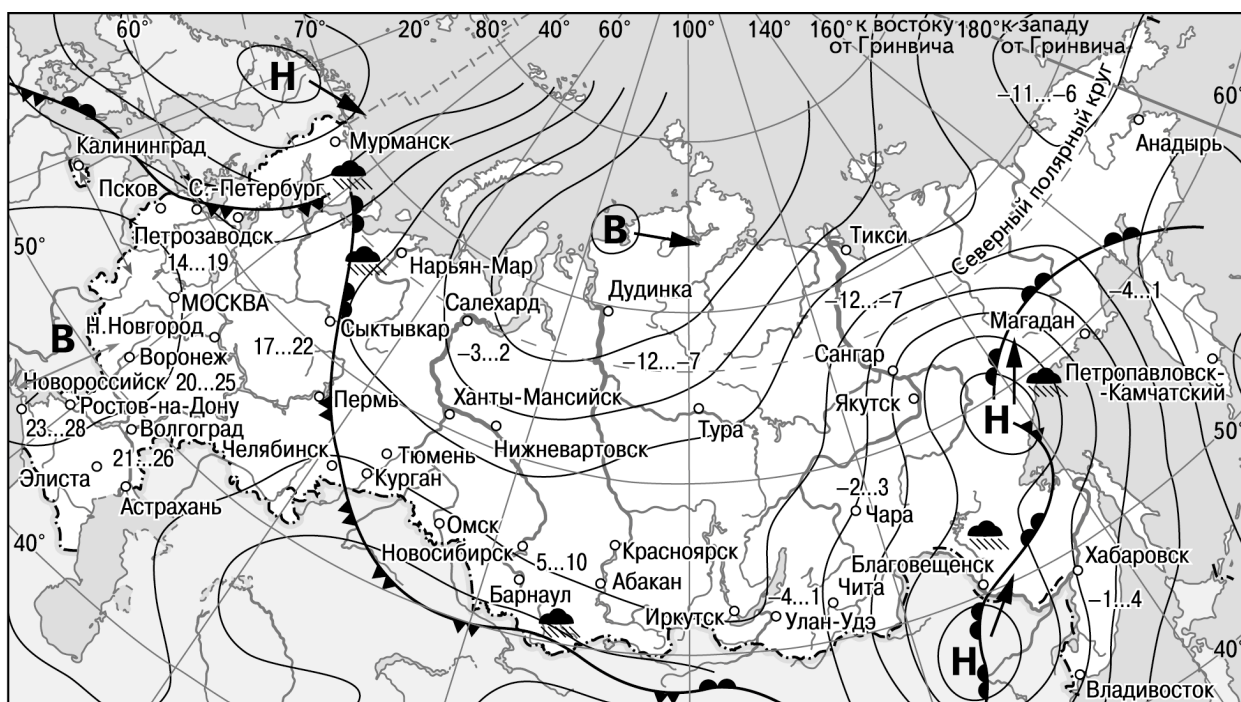 60°
70°
20°
80°
40°
60°
80°
100°
140°
160°
к востоку
от Гринвича
180°
к западу
от Гринвича
Н
−11...−6
60°
Калининград
Мурманск
Анадырь
Северный полярный круг
Псков
С.–Петербург
Петрозаводск
50°
14...19
Нарьян-Мар
В
Тикси
МОСКВА
Салехард
Дудинка
−12...−7
−4...1
Н.Новгород
Сыктывкар
Магадан
В
Воронеж
17...22
−3...2
−12...−7
Сангар
Новороссийск
20...25
Петропавловск-
-Камчатский
Ростов-на-Дону
Пермь
Ханты-Мансийск
Якутск
Н
23...28
Волгоград
Тура
50°
Челябинск
Тюмень
Нижневартовск
21...26
Элиста
Курган
−2...3
Астрахань
Чара
40°
Омск
Новосибирск
5...10
Красноярск
Благовещенск
Хабаровск
Барнаул
Абакан
Чита
−4...1
−1...4
Иркутск
Улан-Удэ
Н
40°
Владивосток